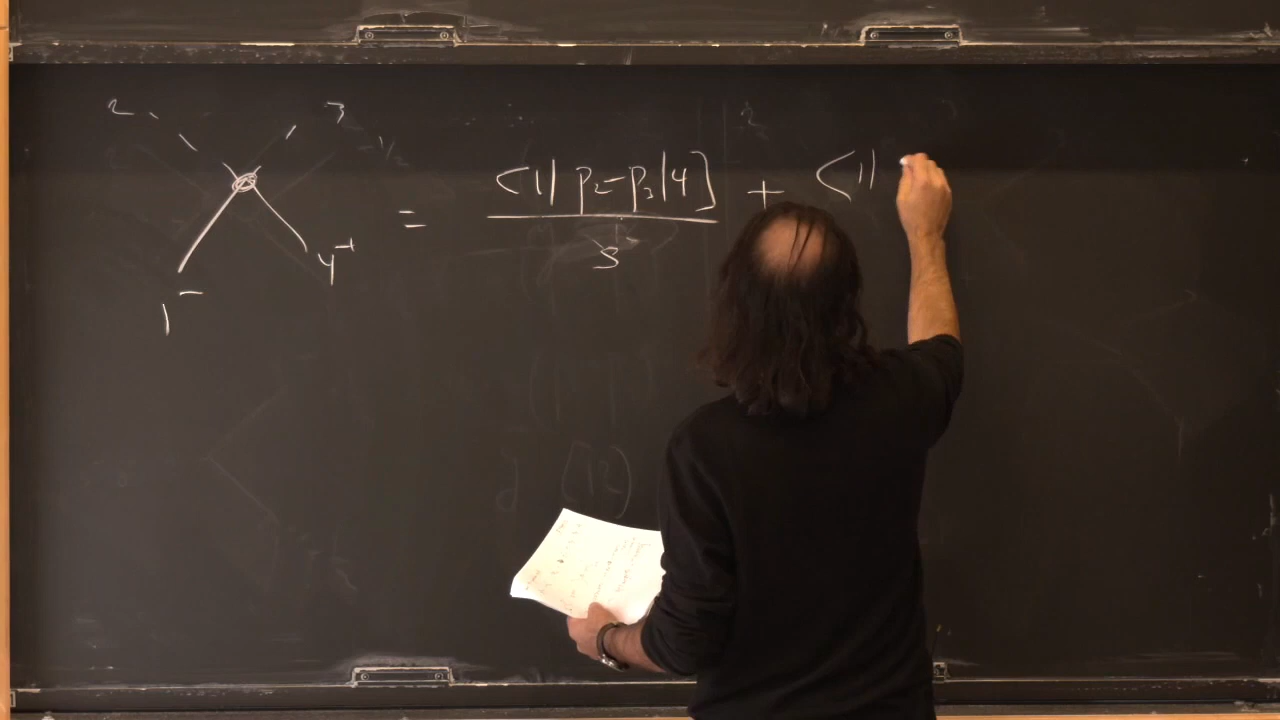 2 3
1⁻ 4⁺ = ⟨1| p₂-p₃|4] / s + ⟨1|